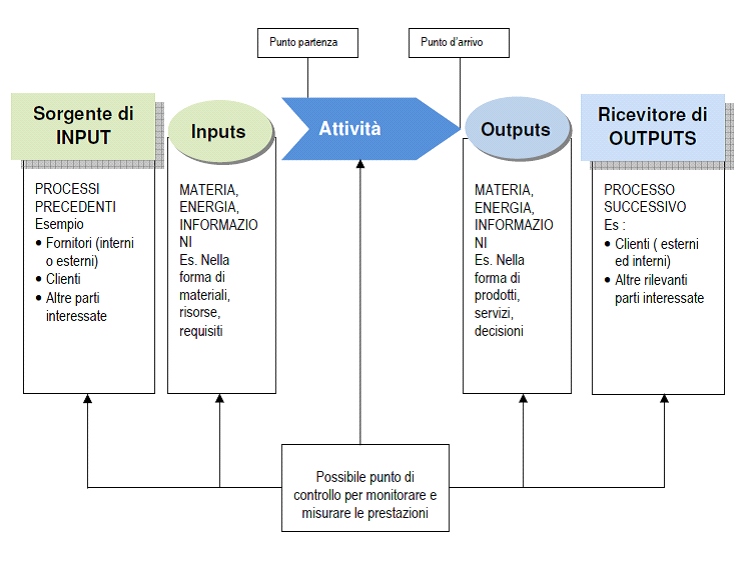 Punto partenza
Punto d'arrivo
Sorgente di
INPUT
Inputs
Attività
Outputs
Ricevitore di
OUTPUTS
PROCESSI
PRECEDENTI
Esempio
• Fornitori (interni
o esterni)
• Clienti
• Altre parti
interessate
MATERIA,
ENERGIA,
INFORMAZIO
NI
Es. Nella
forma di
materiali,
risorse,
requisiti
MATERIA,
ENERGIA,
INFORMAZIO
NI
Es. Nella
forma di
prodotti,
servizi,
decisioni
PROCESSO
SUCCESSIVO
Es :
• Clienti ( esterni
ed interni)
• Altre rilevanti
parti interessate
Possibile punto di
controllo per monitorare e
misurare le prestazioni